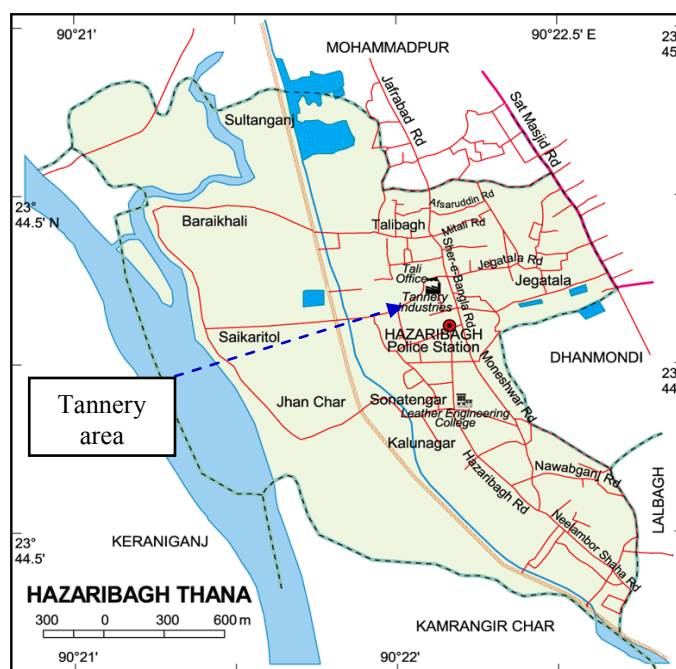 90°21'
90°22.5' E
23°
44.5' N
23
45
MOHAMMADPUR
Jafrabad Rd
Sat Masjid Rd
Sultanganj
Afsaruddin Rd
Baraikhali
Talibagh
Mitali Rd
Sher-e-Bangla Rd
Jegatala Rd
Tali
Office
Jegatala
Tannery
Industries
Saikaritol
HAZARIBAGH
Police Station
DHANMONDI
23
44
Tannery
area
Jhan Char
Sonatengar
Moneshwar Rd
Leather Engineering
College
Kalunagar
Hazaribagh Rd
Nawabganj Rd
LALBAGH
Neelambor Shaha Rd
23°
44.5'
KERANIGANJ
HAZARIBAGH THANA
300 0 300 600 m
KAMRANGIR CHAR
90°21'
90°22'